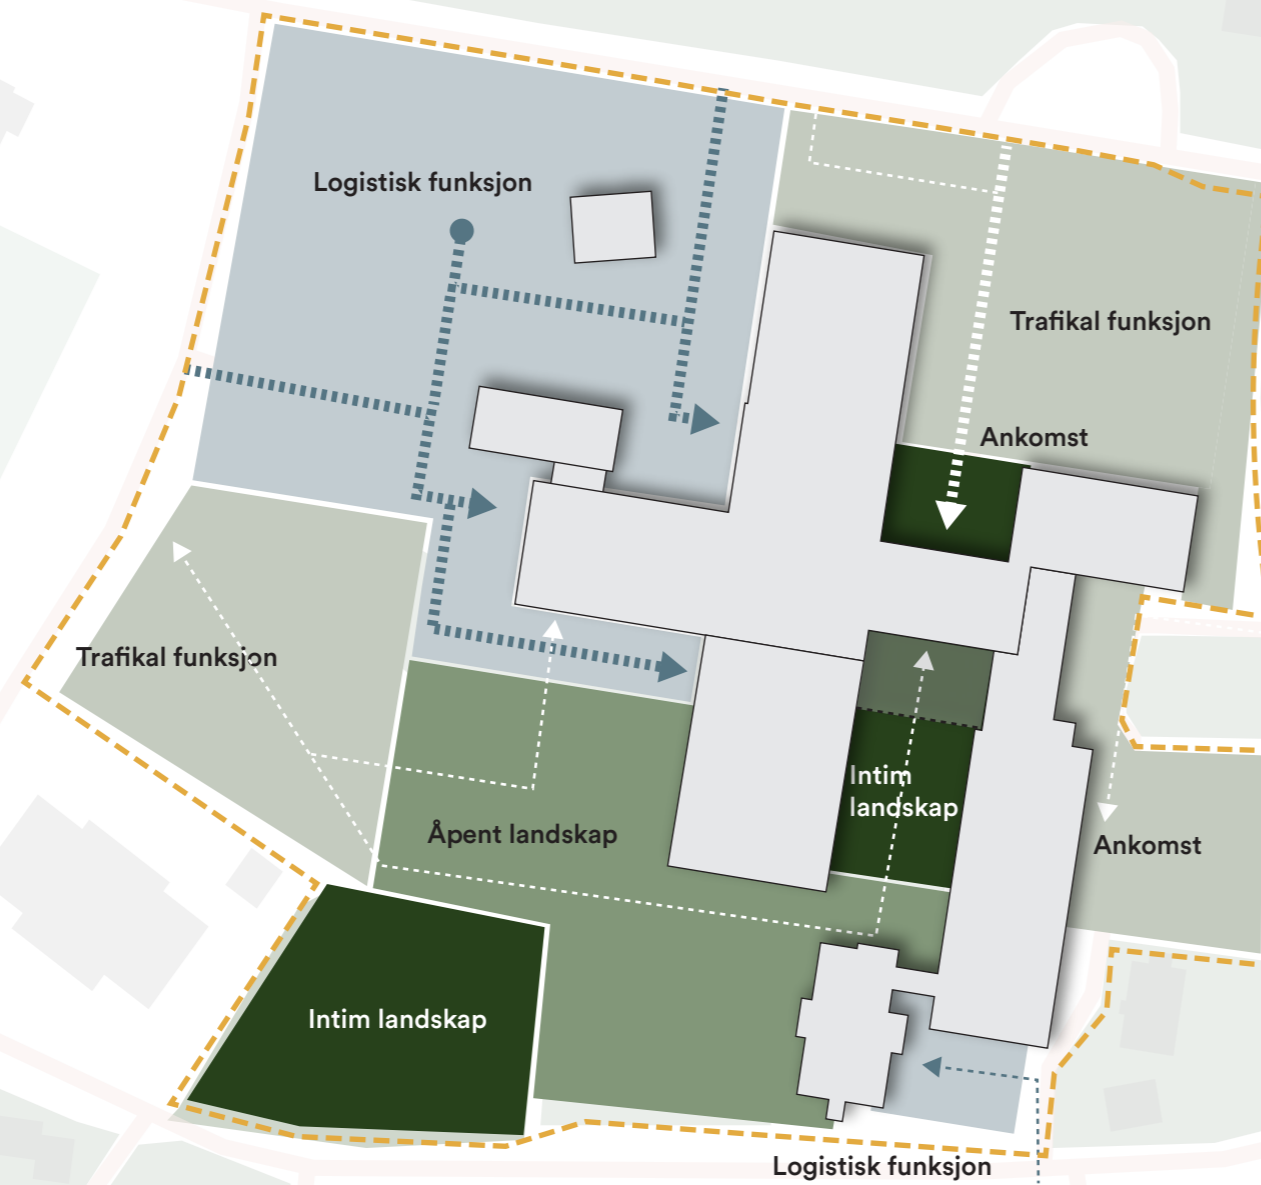 Logistisk funksjon
Trafikal funksjon
Ankomst
Trafikal funksjon
Intim
landskap
Åpent landskap
Ankomst
Intim landskap
Logistisk funksjon